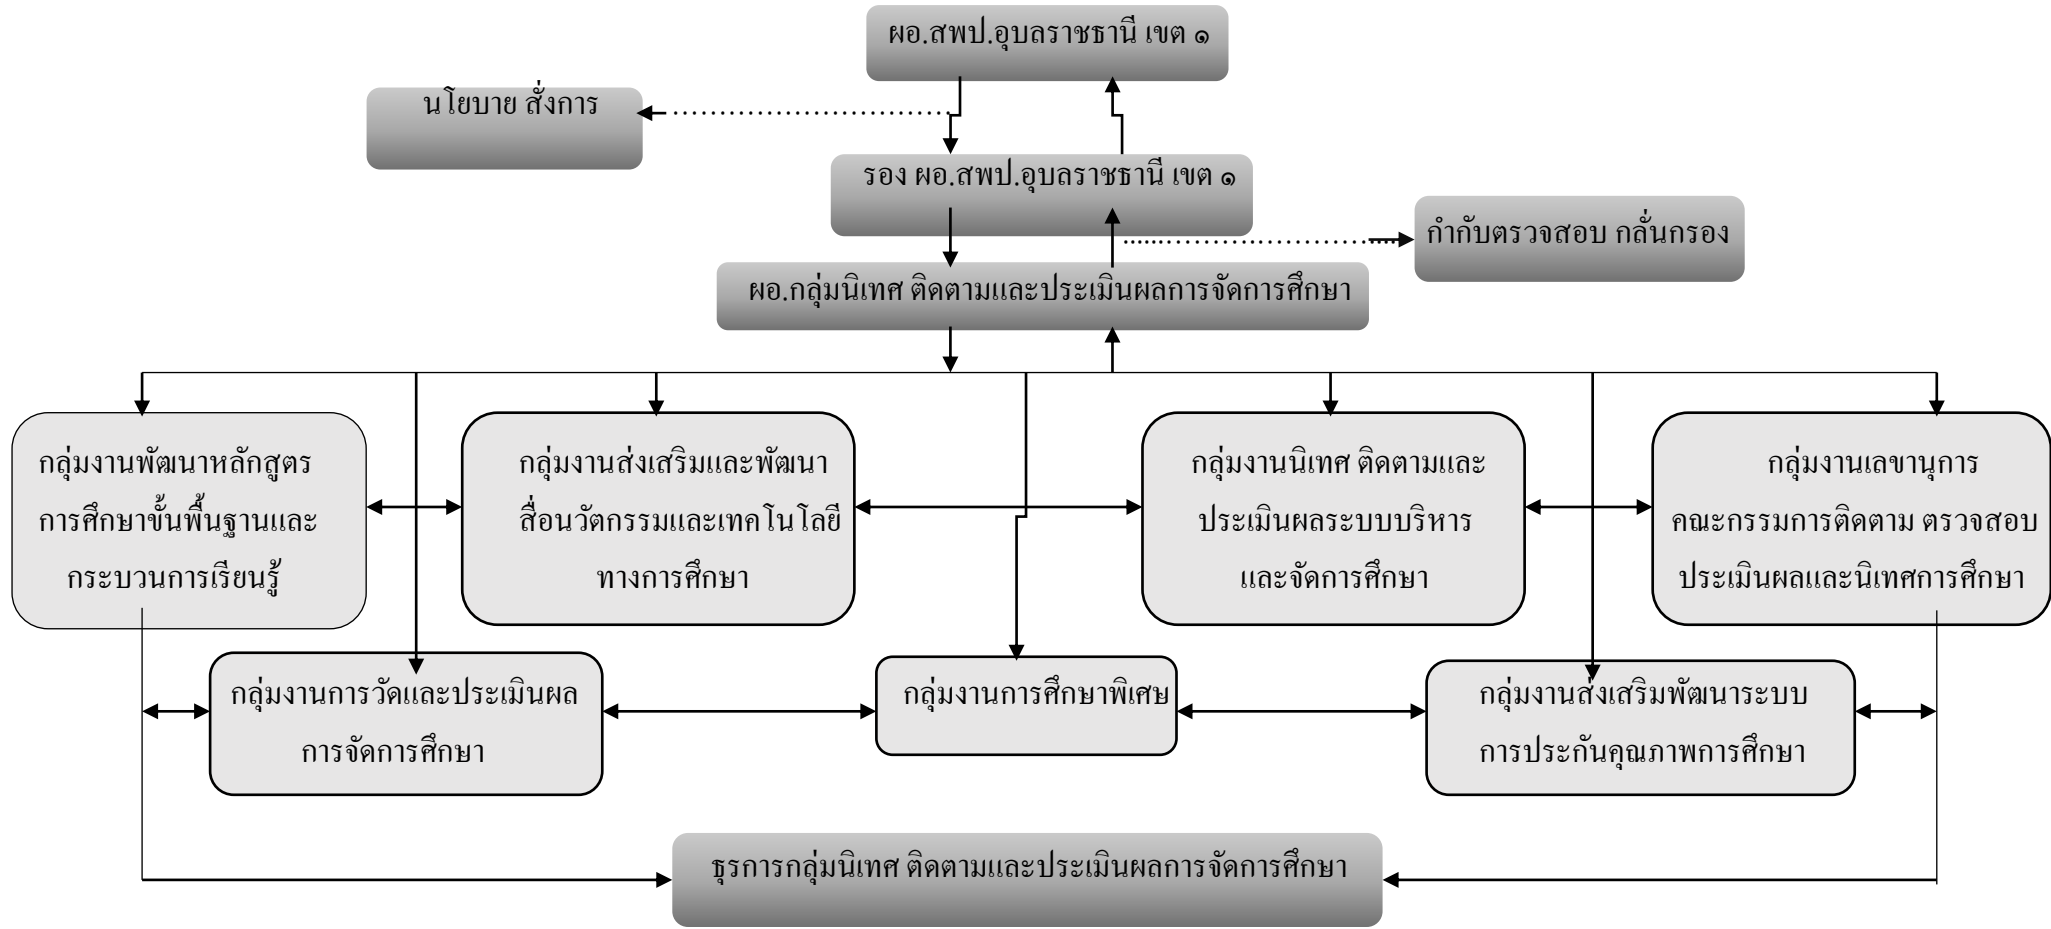 ผอ.สพป.อุบลราชธานี เขต ๑
นโยบาย สั่งการ
รอง ผอ.สพป.อุบลราชธานี เขต ๑
กำกับตรวจสอบ กลั่นกรอง
ผอ.กลุ่มนิเทศ ติดตามและประเมินผลการจัดการศึกษา
กลุ่มงานพัฒนาหลักสูตร
การศึกษาขั้นพื้นฐานและ
กระบวนการเรียนรู้
กลุ่มงานส่งเสริมและพัฒนา
สื่อนวัตกรรมและเทคโนโลยี
ทางการศึกษา
กลุ่มงานนิเทศ ติดตามและ
ประเมินผลระบบบริหาร
และจัดการศึกษา
กลุ่มงานเลขานุการ
คณะกรรมการติดตาม ตรวจสอบ
ประเมินผลและนิเทศการศึกษา
กลุ่มงานการวัดและประเมินผล
การจัดการศึกษา
กลุ่มงานการศึกษาพิเศษ
กลุ่มงานส่งเสริมพัฒนาระบบ
การประกันคุณภาพการศึกษา
ธุรการกลุ่มนิเทศ ติดตามและประเมินผลการจัดการศึกษา